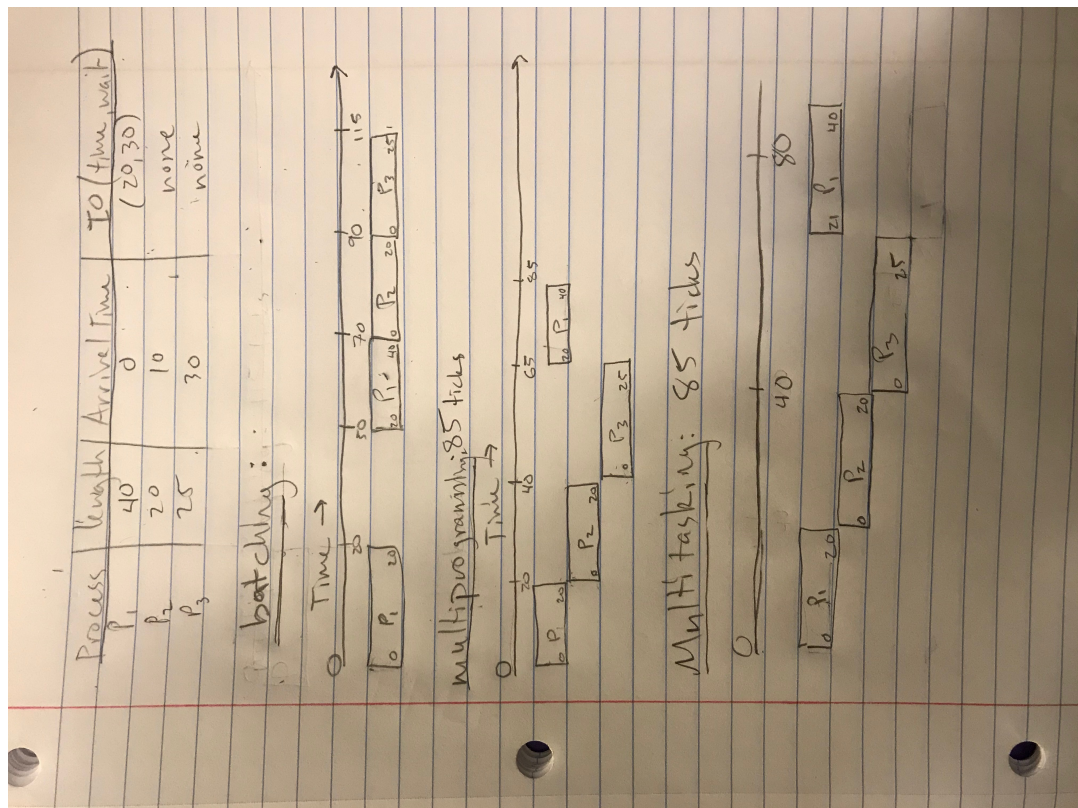 Process length Arrival Time IO (time, wait)
P1 40 0 (20,30)
P2 20 10 none
P3 25 30 none
batching:
Time →
0 20 50 70 90 115
0 P1 20 20 P1 40 0 P2 20 0 P3 25
multiprogramming: 85 ticks
Time →
0 20 40 65 85
0 P1 20 20 P1 40
0 P2 20
0 P3 25
Multitasking: 85 ticks
0 40 80
0 P1 20 21 P1 40
0 P2 20
0 P3 25